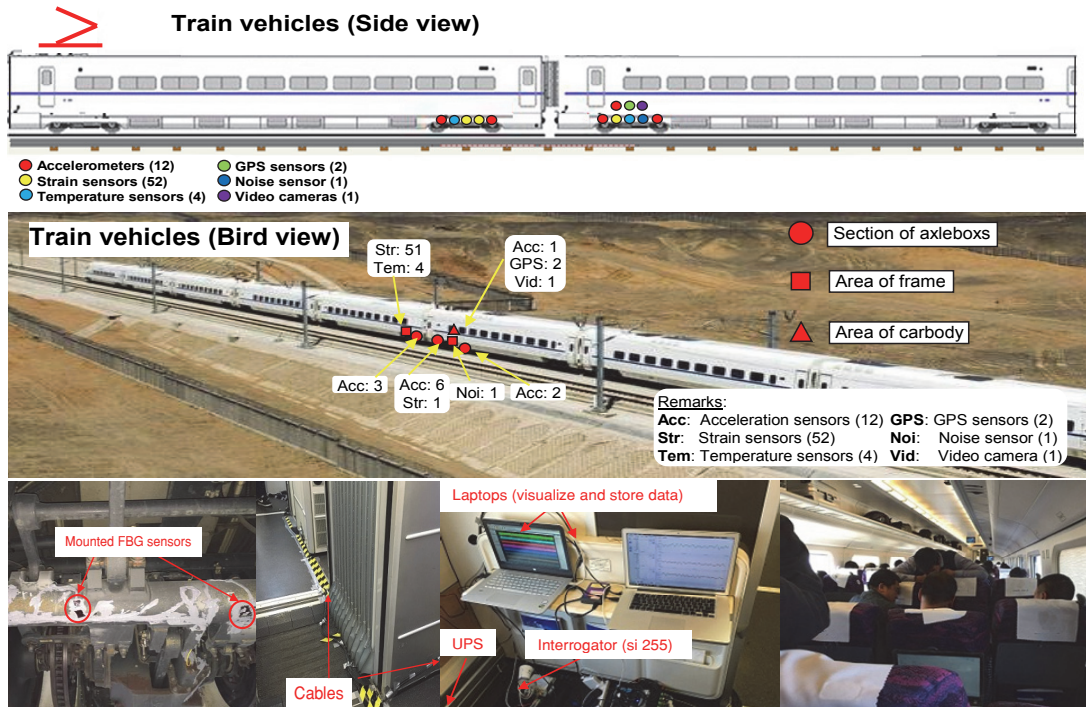 Train vehicles (Side view)
Accelerometers (12)
GPS sensors (2)
Strain sensors (52)
Noise sensor (1)
Temperature sensors (4)
Video cameras (1)
Train vehicles (Bird view)
Str: 51
Tem: 4
Acc: 1
GPS: 2
Vid: 1
Section of axleboxs
Area of frame
Area of carbody
Acc: 3
Acc: 6
Str: 1
Noi: 1
Acc: 2
Remarks:
Acc: Acceleration sensors (12) GPS: GPS sensors (2)
Str: Strain sensors (52) Noi: Noise sensor (1)
Tem: Temperature sensors (4) Vid: Video camera (1)
Mounted FBG sensors
Cables
Laptops (visualize and store data)
UPS
Interrogator (si 255)